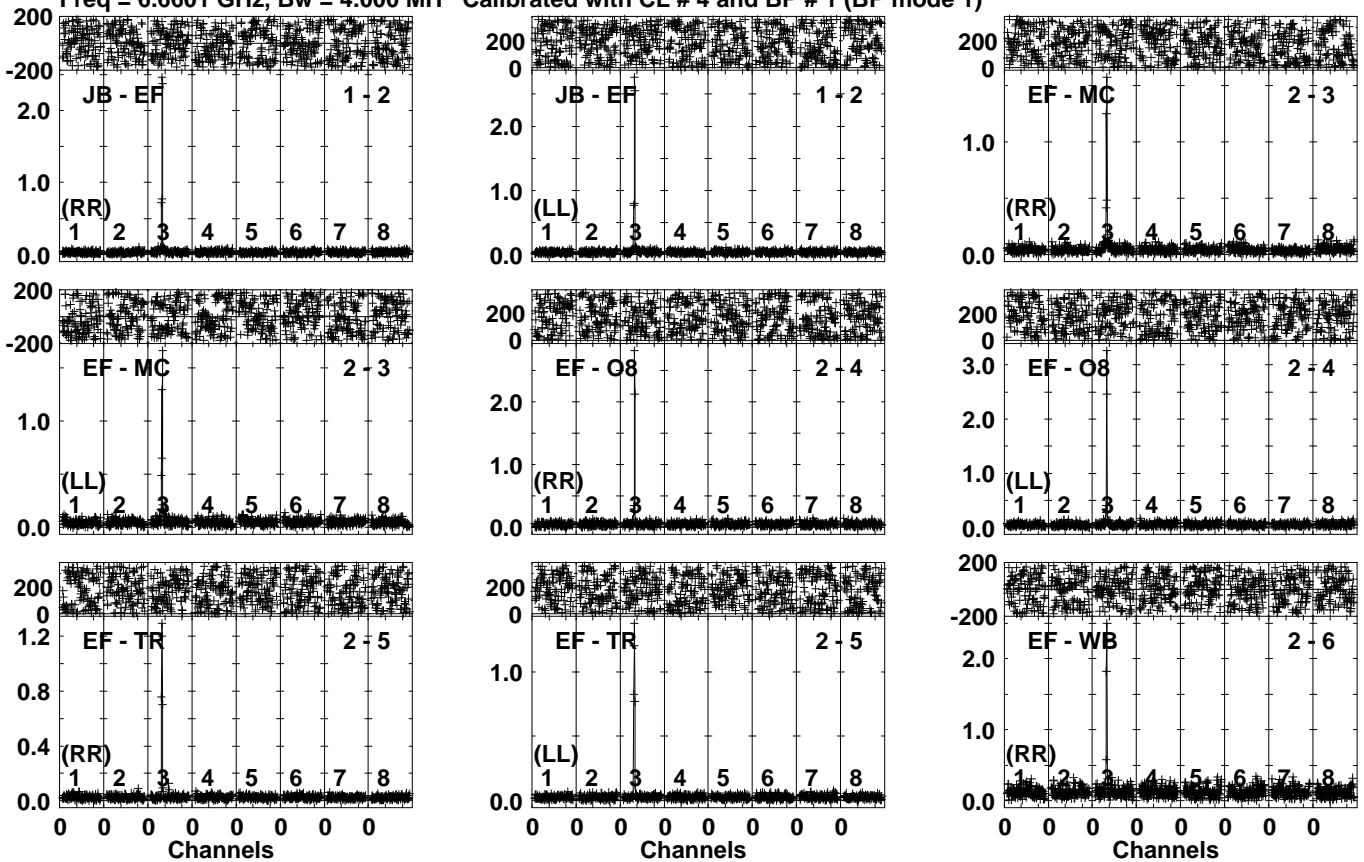 Freq = 6.6601 GHz, Bw = 4.000 MH Calibrated with CL # 4 and BP # 1 (BP mode 1)
200
-200
JB - EF 1 - 2
2.0
1.0
(RR)
1 2 3 4 5 6 7 8
0.0
200
0
JB - EF 1 - 2
2.0
1.0
(LL)
1 2 3 4 5 6 7 8
0.0
200
0
EF - MC 2 - 3
1.0
(RR)
1 2 3 4 5 6 7 8
0.0
200
-200
EF - MC 2 - 3
1.0
(LL)
1 2 3 4 5 6 7 8
0.0
200
0
EF - O8 2 - 4
2.0
1.0
(RR)
1 2 3 4 5 6 7 8
0.0
200
0
EF - O8 2 - 4
3.0
2.0
1.0
(LL)
1 2 3 4 5 6 7 8
0.0
200
0
EF - TR 2 - 5
1.2
0.8
0.4
(RR)
1 2 3 4 5 6 7 8
0.0
0 0 0 0 0 0 0 0
Channels
200
0
EF - TR 2 - 5
1.0
(LL)
1 2 3 4 5 6 7 8
0.0
0 0 0 0 0 0 0 0
Channels
200
-200
EF - WB 2 - 6
2.0
1.0
(RR)
1 2 3 4 5 6 7 8
0.0
0 0 0 0 0 0 0 0
Channels